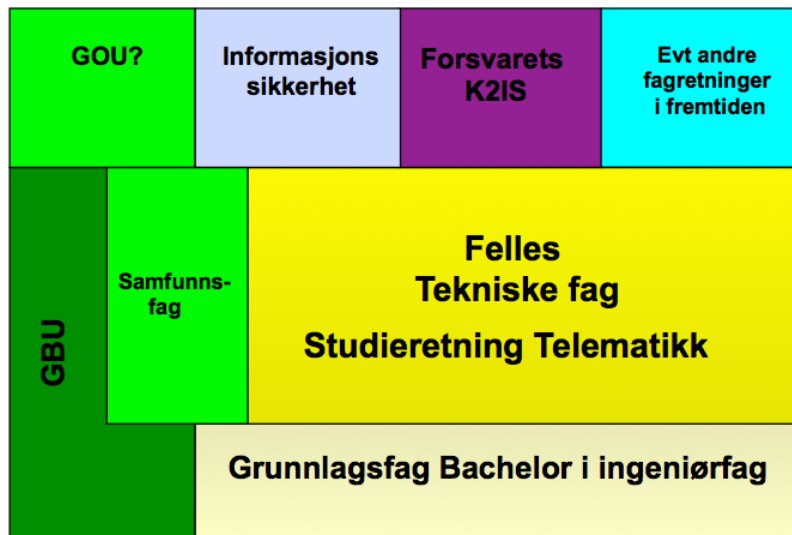 GOU?
Informasjons
sikkerhet
Forsvarets
K2IS
Evt andre
fagretninger
i fremtiden
GBU
Samfunns-
fag
Felles
Tekniske fag
Studieretning Telematikk
Grunnlagsfag Bachelor i ingeniørfag